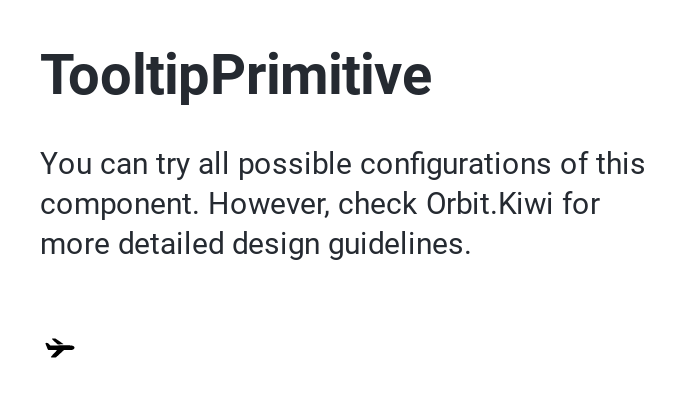 TooltipPrimitive
You can try all possible configurations of this
component. However, check Orbit.Kiwi for
more detailed design guidelines.